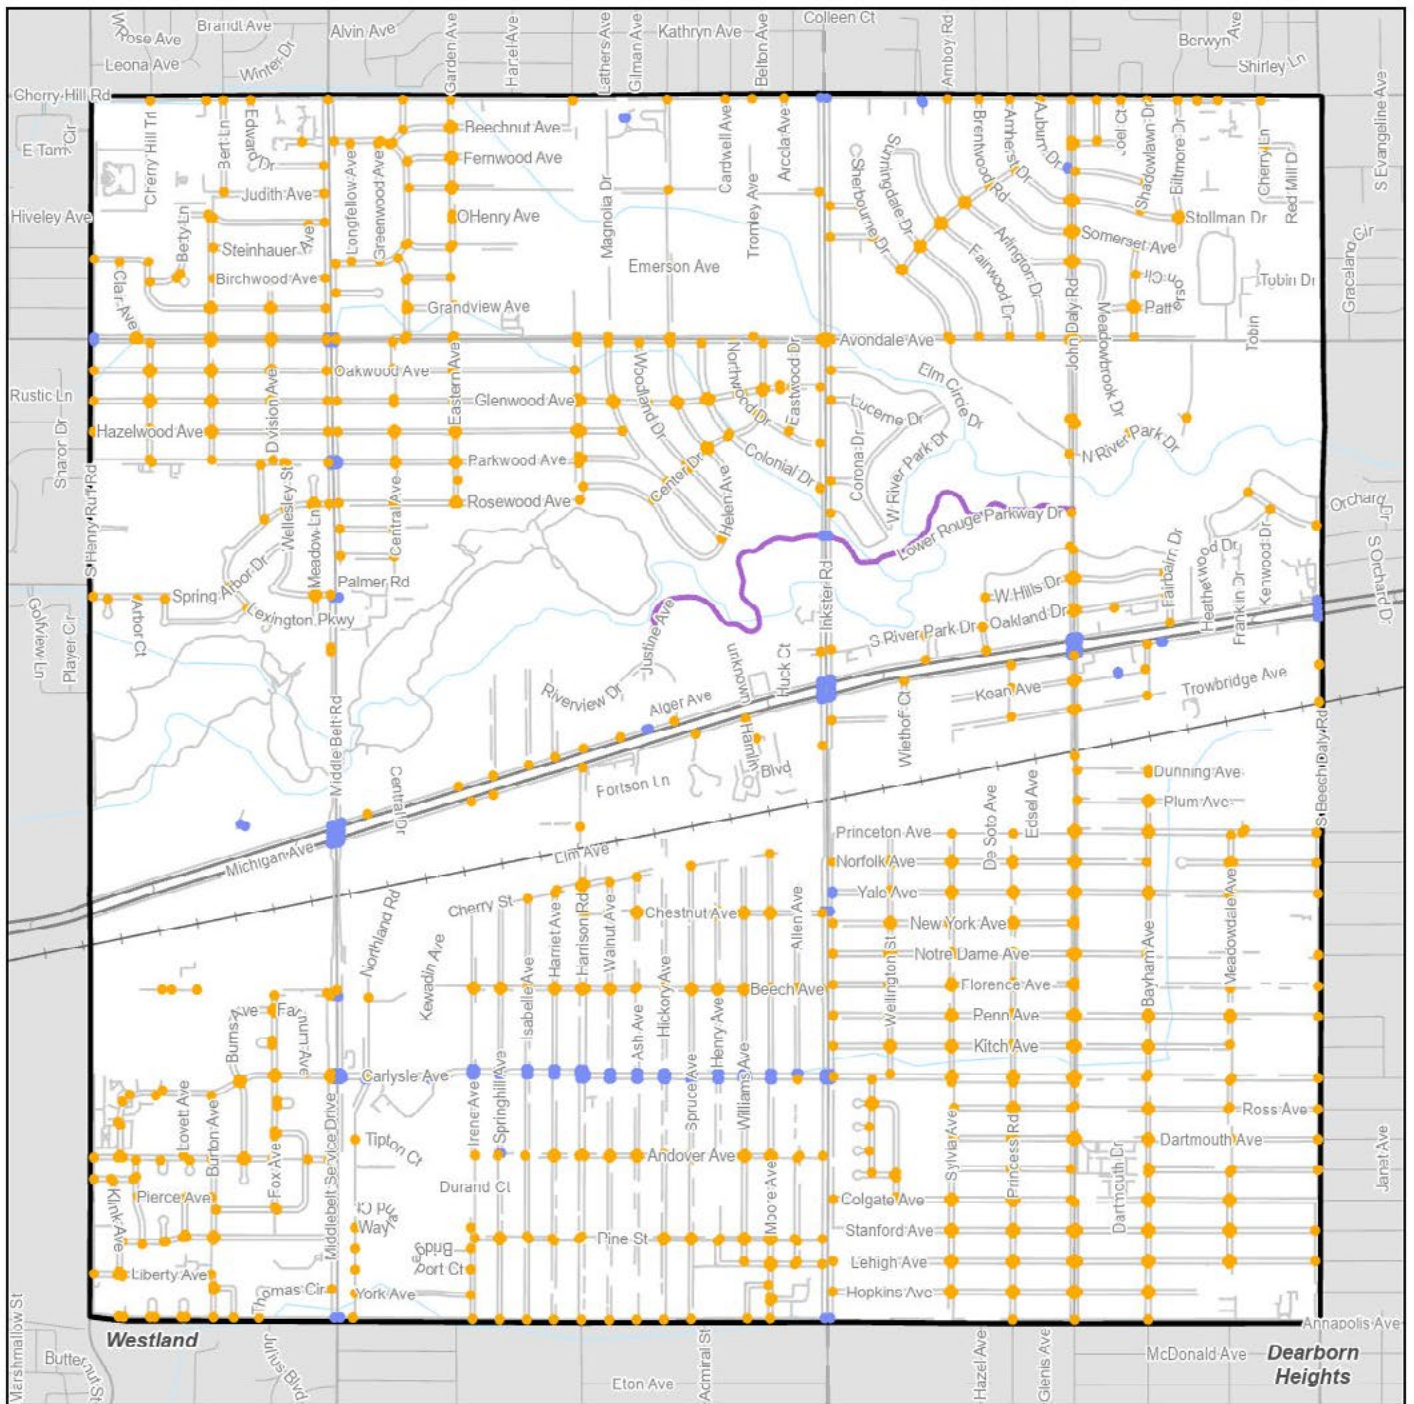 Colleen Ct
Rose Ave
Brandt Ave
Alvin Ave
Garden Ave
Harel Ave
Lathers Ave
Gilman Ave
Kathryn Ave
Belton Ave
Amboy Rd
Berwyn Ave
Leona Ave
Winter Dr
Shirley Ln
S Evangeline Ave
Cherry Hill Rd
E Tam Cir
Cherry Hill Trl
Bert Ln
Edward Dr
Longfellow Ave
Greenwood Ave
Beechnut Ave
Fernwood Ave
Cardwell Ave
Arcola Ave
Sherbourne Dr
Sunningdale Dr
Brentwood Rd
Amherst Dr
Auburn Dr
Shadowlawn Dr
Biltmore Dr
Cherry Ln
Red Mill Dr
Judith Ave
Hiveley Ave
OHenry Ave
Magnolia Dr
Tromley Ave
Stollman Dr
Bety Ln
Steinhauer Ave
Somerset Ave
Arlington Dr
Fairwood Dr
Graceland Cir
Emerson Ave
Birchwood Ave
Tobin Dr
Clair Ave
Grandview Ave
John Daly Rd
Meadowbrook Dr
Tobin
Avondale Ave
Oakwood Ave
Northwood Dr
Woodland Dr
Eastwood Dr
Elm Circle Dr
Rustic Ln
Division Ave
Eastern Ave
Glenwood Ave
Lucerne Dr
Hazelwood Ave
Sharor Dr
N River Park Dr
Parkwood Ave
Center Dr
Colonial Dr
Corona Dr
W River Park Dr
S Henry Ruff Rd
Wellesley St
Central Ave
Rosewood Ave
Helen Ave
Meadow Ln
Lower Rouge Parkway Dr
Orchard Dr
S Orchard Dr
Heatherwood Dr
Kenwood Dr
Fairbairn Dr
Franklin Dr
Palmer Rd
Spring Arbor Dr
Inkster Rd
W Hills Dr
Golfview Ln
Player Cir
Arbor Ct
Lexington Pkwy
Justine Ave
S River Park Dr
Oakland Dr
unknown
Huck Ct
Riverview Dr
Alger Ave
Koan Ave
Trowbridge Ave
Middle Belt Rd
Wiethoff Ct
Hamlin
Blvd
S Beech Daly Rd
Central Dr
Fortson Ln
Dunning Ave
De Soto Ave
Edsel Ave
Plum Ave
Michigan Ave
Elm Ave
Princeton Ave
Norfolk Ave
Northland Rd
Cherry St
Yale Ave
Chestnut Ave
Allen Ave
New York Ave
Meadowdale Ave
Kewadin Ave
Isabelle Ave
Harriet Ave
Harrison Rd
Walnut Ave
Hickory Ave
Wellington St
Notre Dame Ave
Bayham Ave
Beech Ave
Florence Ave
Burns Ave
Farnum Ave
Ash Ave
Henry Ave
Penn Ave
Kitch Ave
Carlysle Ave
Lovett Ave
Burton Ave
Irene Ave
Springhill Ave
Spruce Ave
Williams Ave
Ross Ave
Tipton Ct
Andover Ave
Sylvia Ave
Princess Rd
Dartmouth Ave
Dartmouth Dr
Janet Ave
Fox Ave
Middlebelt Service Drive
Kink Ave
Pierce Ave
Durand Ct
Moore Ave
Colgate Ave
Way
Pine St
Stanford Ave
Bridge
port Ct
Lehigh Ave
Liberty Ave
Thomas Cir
York Ave
Hopkins Ave
Annapolis Ave
Marshmallow St
Westland
Butternut St
Julius Blvd
Admiral St
Hazel Ave
Glenis Ave
McDonald Ave
Dearborn
Heights
Eton Ave